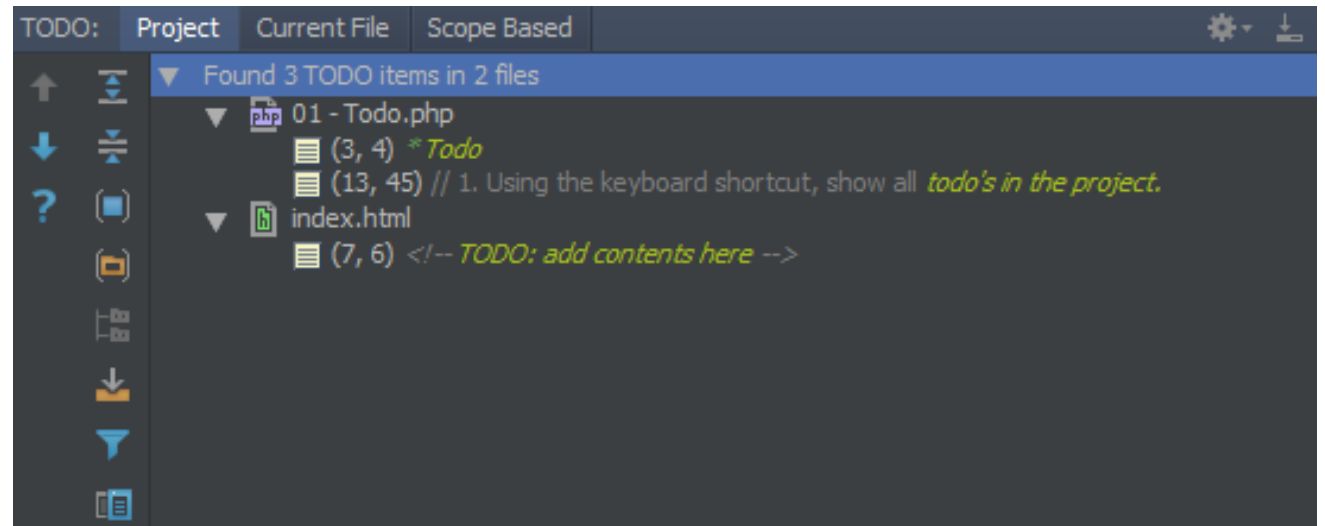 TODO: Project Current File Scope Based
Found 3 TODO items in 2 files
php 01 - Todo.php
(3, 4) * Todo
(13, 45) // 1. Using the keyboard shortcut, show all todo's in the project.
h index.html
(7, 6) <!-- TODO: add contents here -->
?